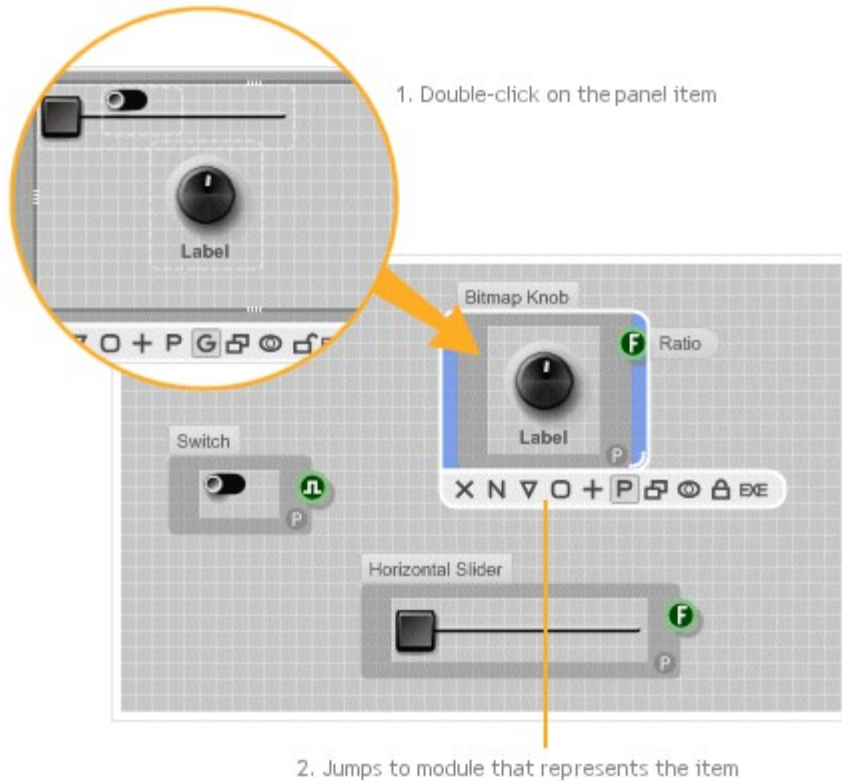 1. Double-click on the panel item
Label
P G
Bitmap Knob
F Ratio
Label
P
X N P EXE
Switch
P
Horizontal Slider
F
P
2. Jumps to module that represents the item